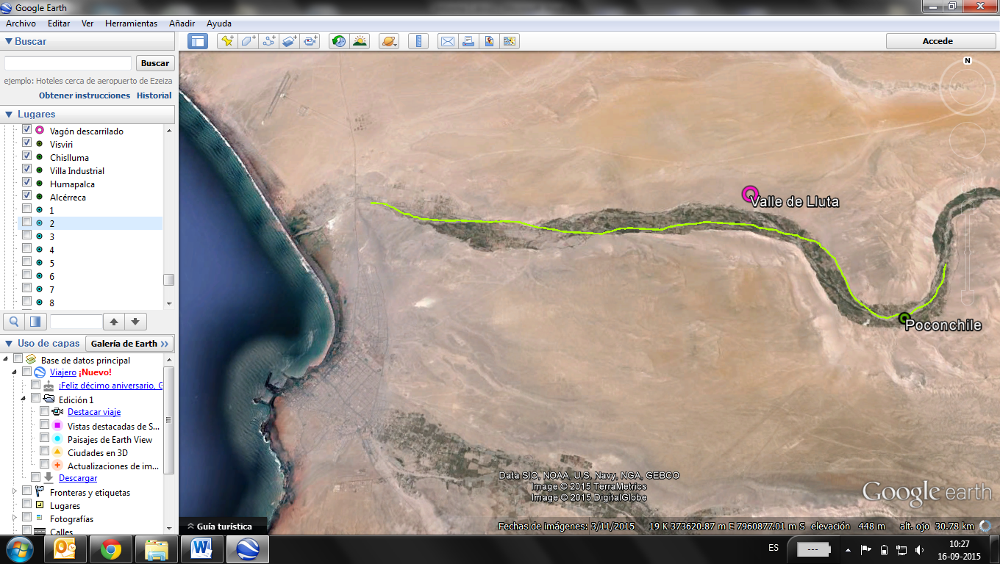 Google Earth
Archivo Editar Ver Herramientas Añadir Ayuda
Buscar
Buscar
ejemplo: Hoteles cerca de aeropuerto de Ezeiza
Obtener instrucciones Historial
Lugares
Vagón descarrilado
Visviri
Chislluma
Villa Industrial
Humapalca
Alcérreca
1
2
3
4
5
6
7
8
Uso de capas Galería de Earth >>
Base de datos principal
Viajero ¡Nuevo!
¡Feliz décimo aniversario, G
Edición 1
Destacar viaje
Vistas destacadas de S...
Paisajes de Earth View
Ciudades en 3D
Actualizaciones de im...
Descargar
Fronteras y etiquetas
Lugares
Fotografías
Calles
Accede
N
Valle de Lluta
Poconchile
Data SIO, NOAA, U.S. Navy, NGA, GEBCO
Image © 2015 TerraMetrics
Image © 2015 DigitalGlobe
Google earth
Guía turística
Fechas de imágenes: 3/11/2015 19 K 373620.87 m E 7960877.01 m S elevación 448 m alt. ojo 30.78 km
ES
10:27
16-09-2015